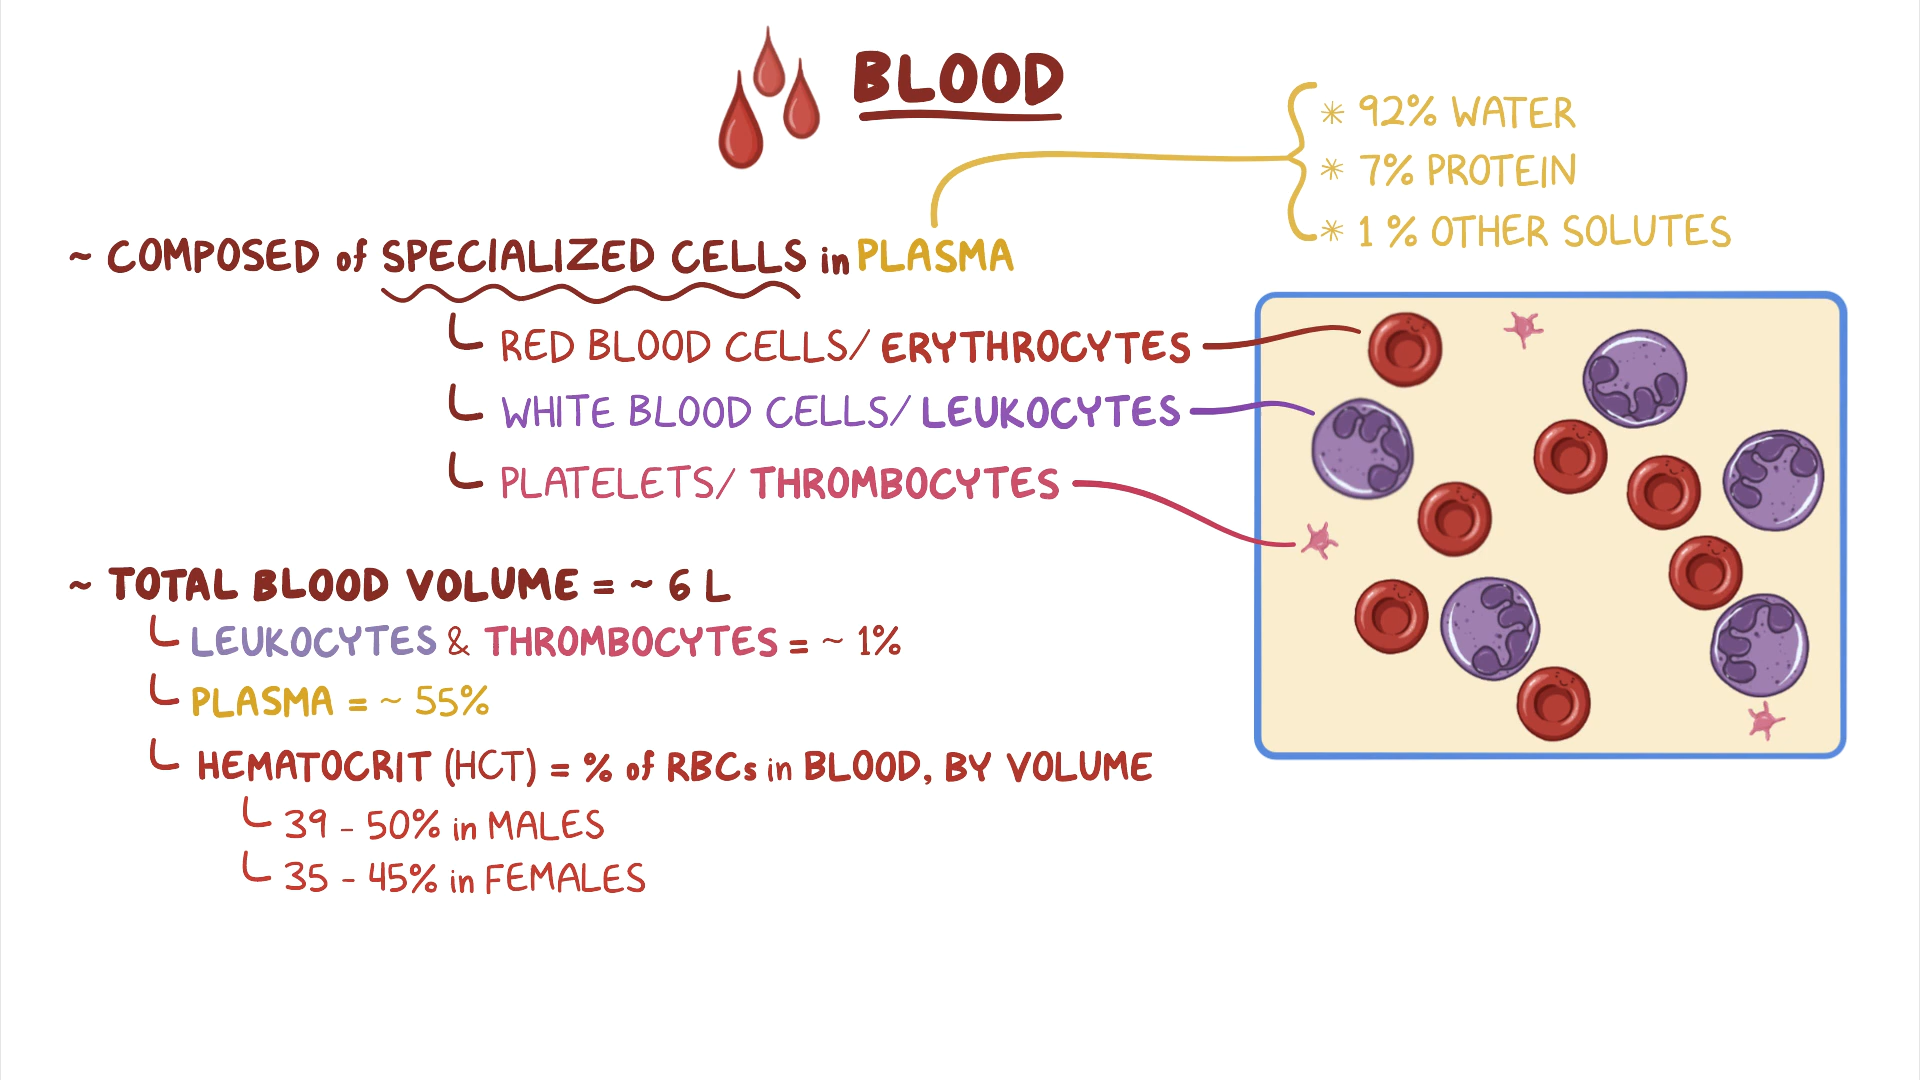 BLOOD
* 92% WATER
* 7% PROTEIN
* 1% OTHER SOLUTES
~ COMPOSED of SPECIALIZED CELLS in PLASMA
RED BLOOD CELLS/ ERYTHROCYTES
WHITE BLOOD CELLS/ LEUKOCYTES
PLATELETS/ THROMBOCYTES
~ TOTAL BLOOD VOLUME = ~ 6 L
LEUKOCYTES & THROMBOCYTES = ~ 1%
PLASMA = ~ 55%
HEMATOCRIT (HCT) = % of RBCs in BLOOD, BY VOLUME
39 - 50% in MALES
35 - 45% in FEMALES